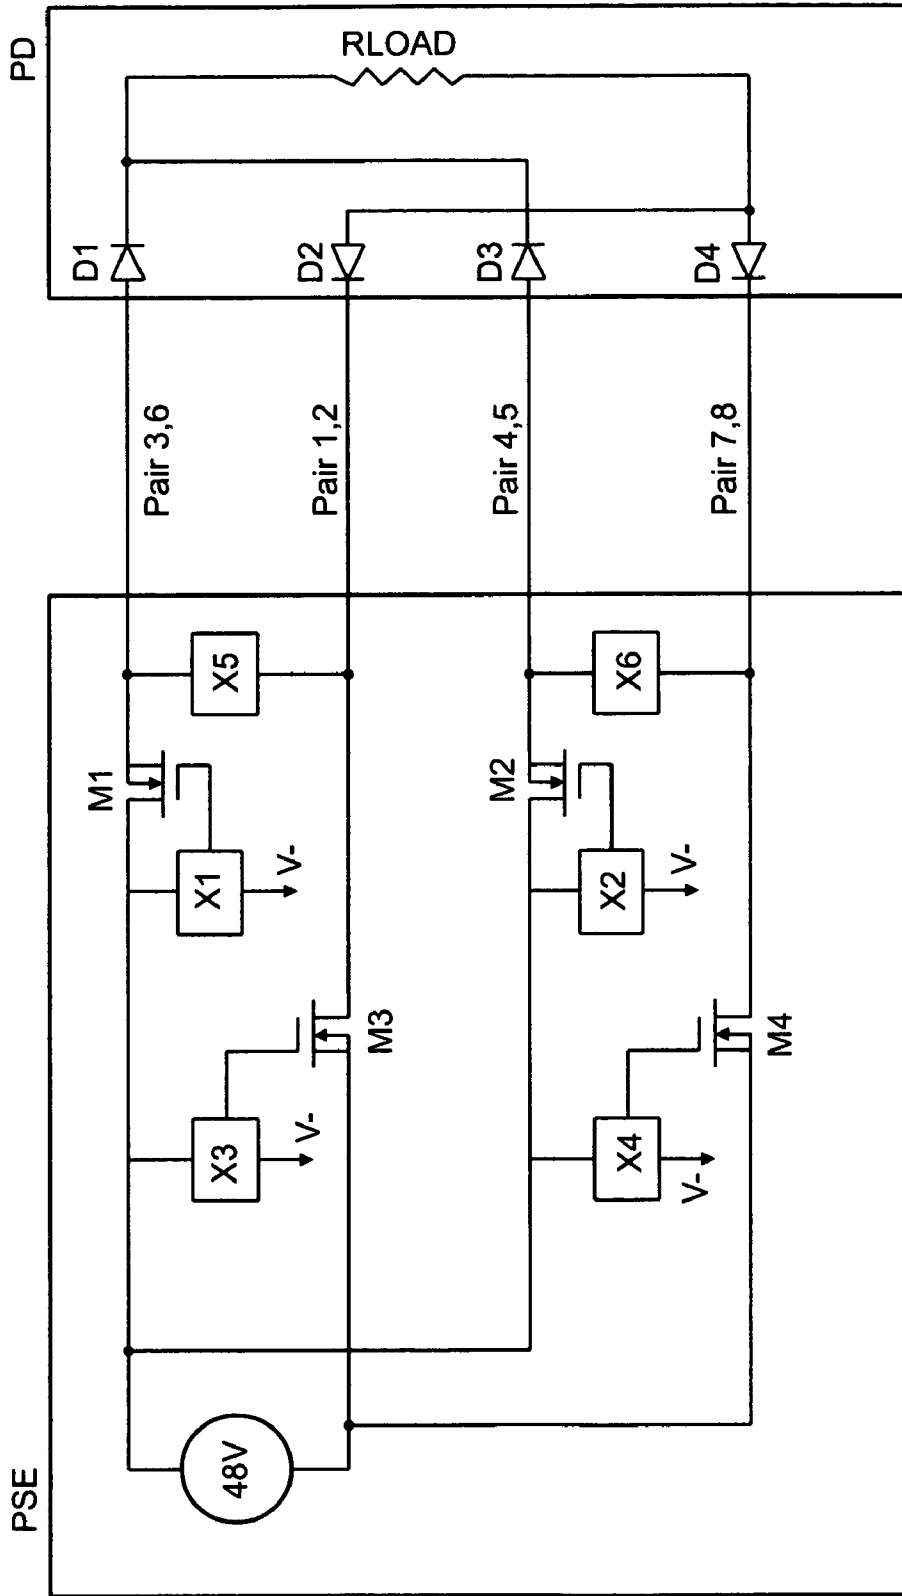 PSE
PD
48V
X3
V-
M3
X1
V-
M1
X5
Pair 3,6
Pair 1,2
D1
D2
RLOAD
X4
V-
M4
X2
V-
M2
X6
Pair 4,5
Pair 7,8
D3
D4